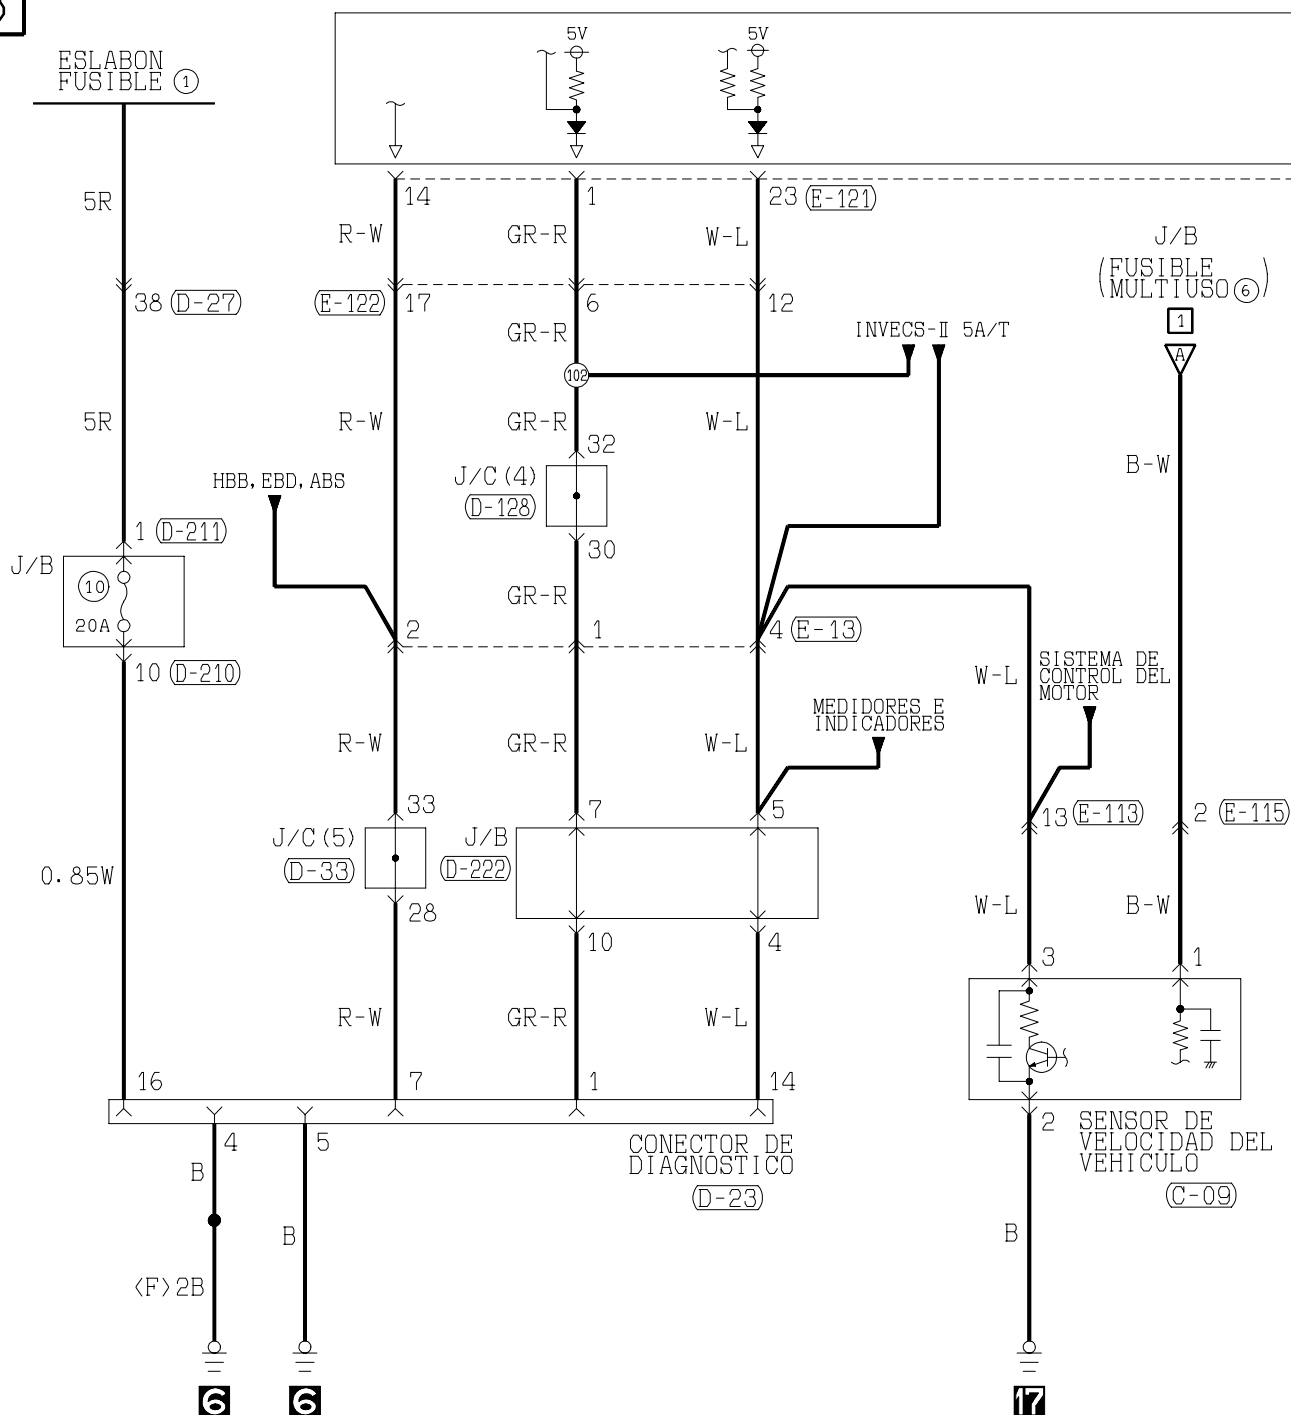 5V
5V
ESLABON
FUSIBLE 1
14
1
23 (E-121)
5R
R-W
GR-R
W-L
J/B
(FUSIBLE
MULTIUSO 6)
1
A
38 (D-27)
(E-122) 17
6
12
GR-R
INVECS-Ⅱ 5A/T
102
5R
R-W
GR-R
W-L
32
B-W
J/C(4)
(D-128)
HBB, EBD, ABS
1 (D-211)
30
J/B
10
20A
GR-R
2
1
4 (E-13)
10 (D-210)
W-L
SISTEMA DE
CONTROL DEL
MOTOR
MEDIDORES E
INDICADORES
R-W
GR-R
W-L
33
7
5
13 (E-113)
2 (E-115)
J/C(5)
(D-33)
J/B
(D-222)
0.85W
28
W-L
B-W
10
4
3
1
R-W
GR-R
W-L
16
7
1
14
4
5
2
SENSOR DE
VELOCIDAD DEL
VEHICULO
(C-09)
CONECTOR DE
DIAGNOSTICO
(D-23)
B
B
B
<F>2B
6
6
17